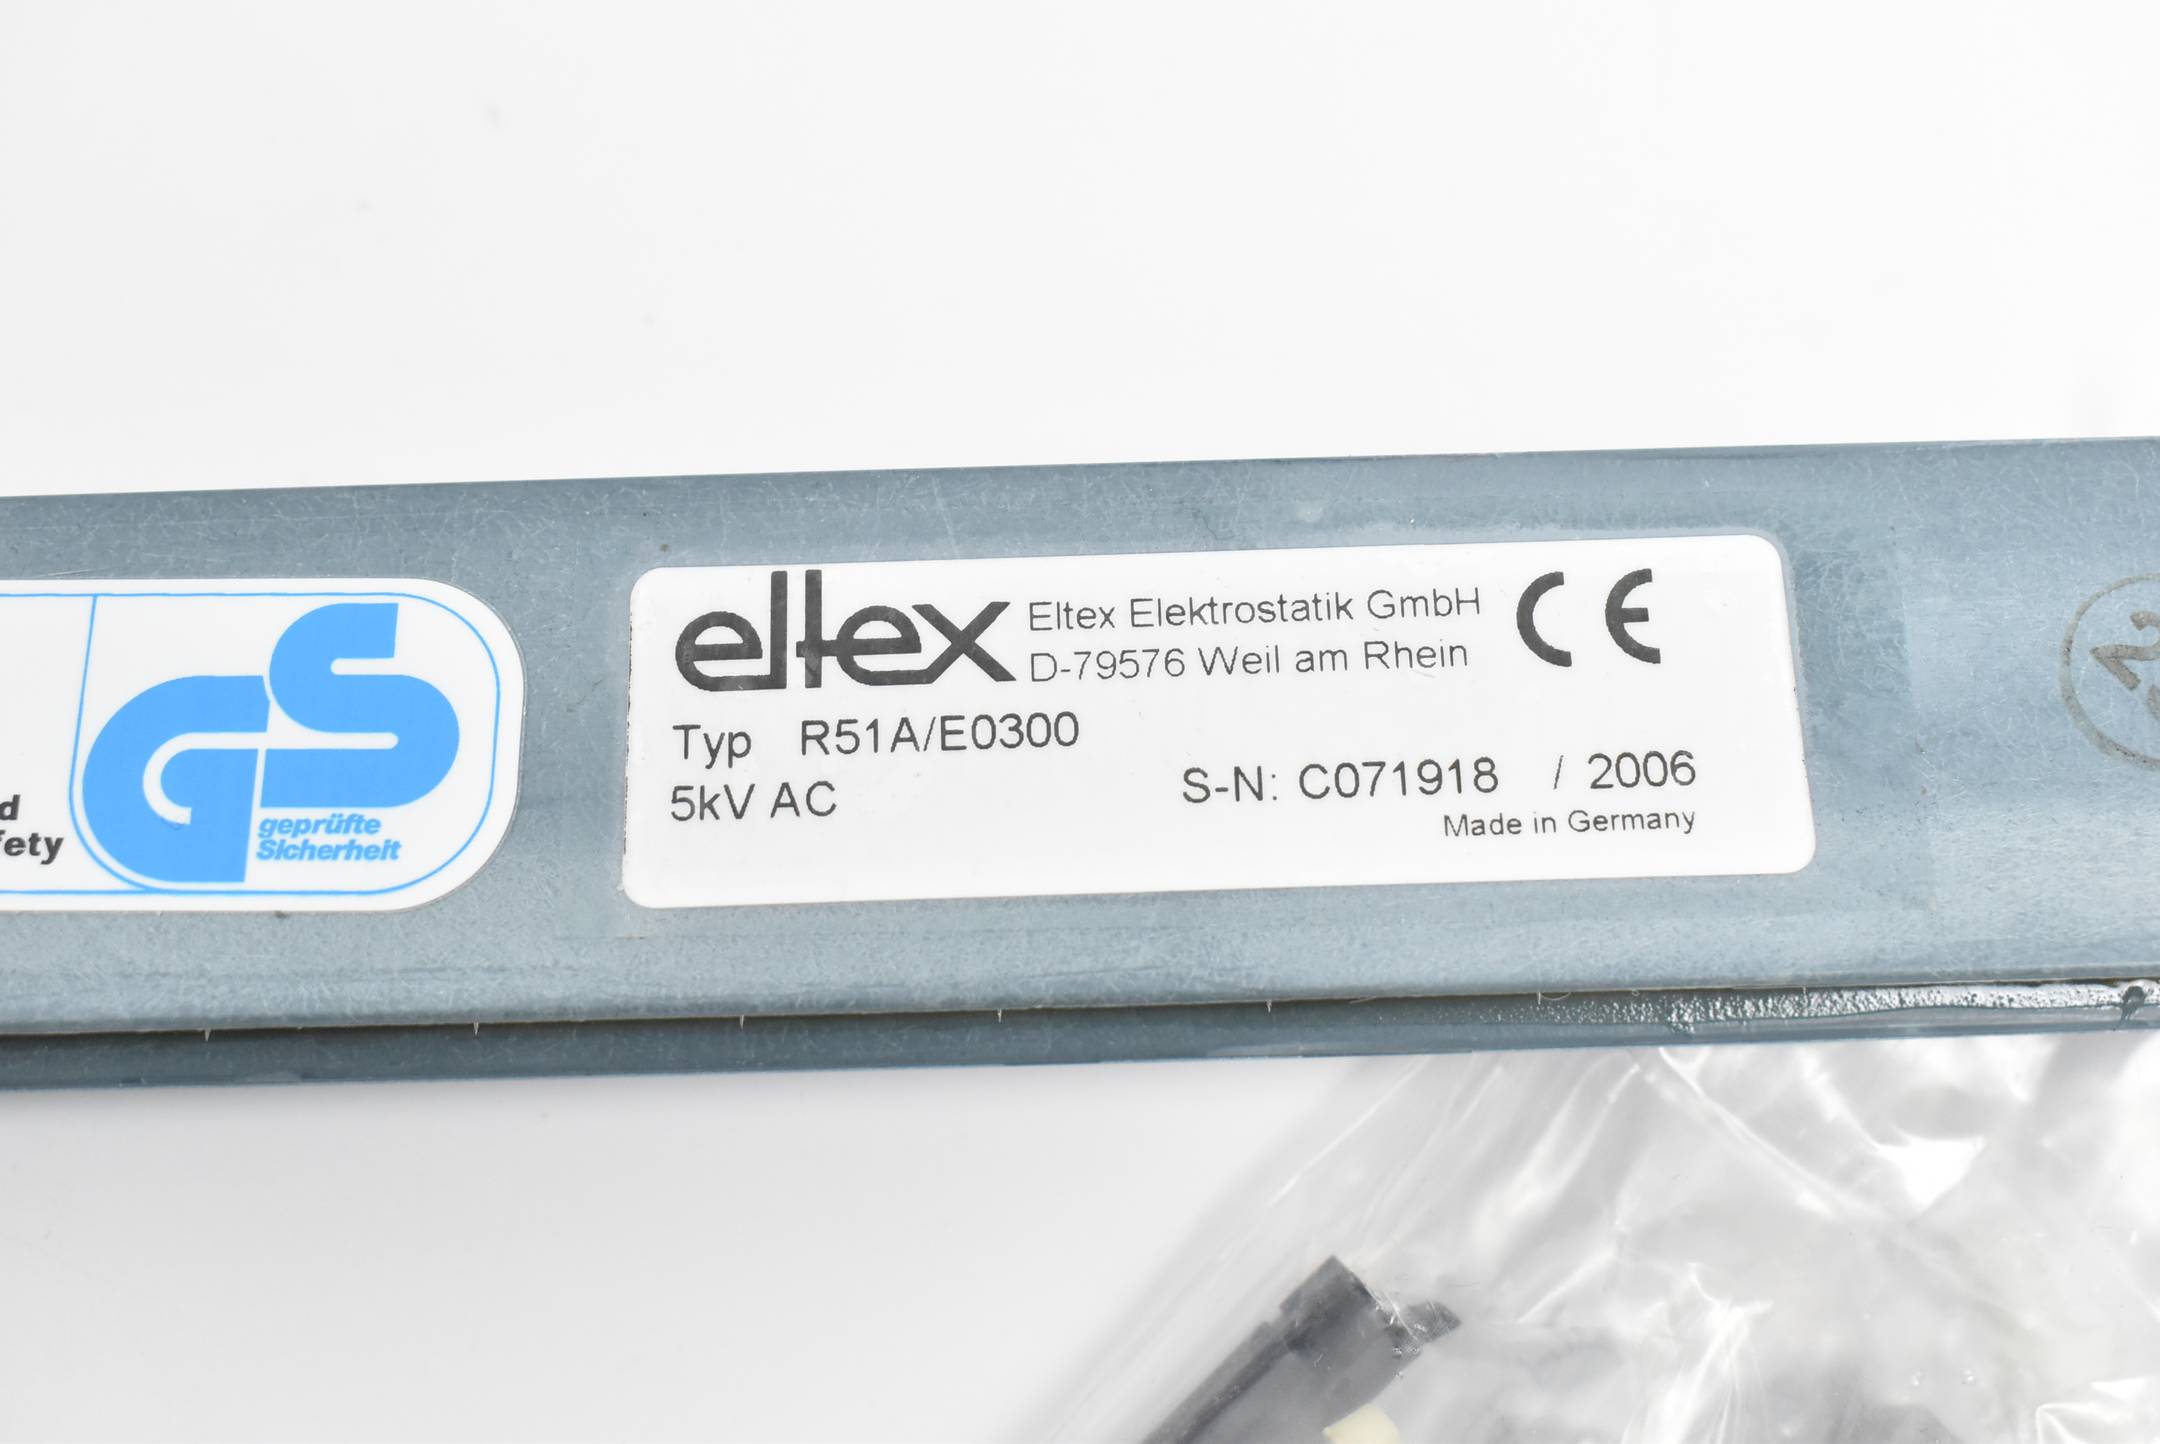 d
ety
GS
geprüfte
Sicherheit
eltex
Eltex Elektrostatik GmbH
D-79576 Weil am Rhein
CE
Typ R51A/E0300
5kV AC
S-N: C071918 / 2006
Made in Germany